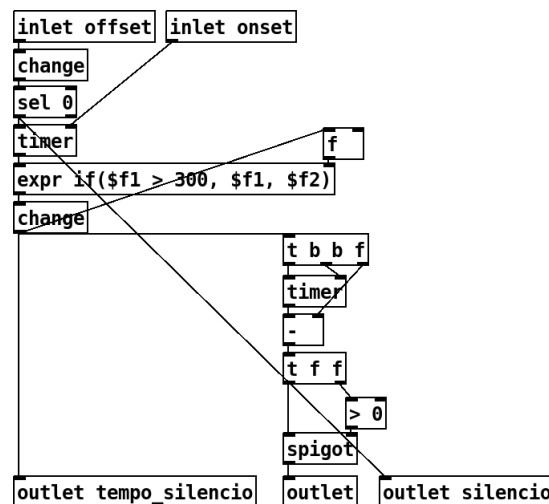 inlet offset inlet onset
change
sel 0
timer
f
expr if($f1 > 300, $f1, $f2)
change
t b b f
timer
-
t f f
> 0
spigot
outlet tempo_silencio outlet outlet silencio